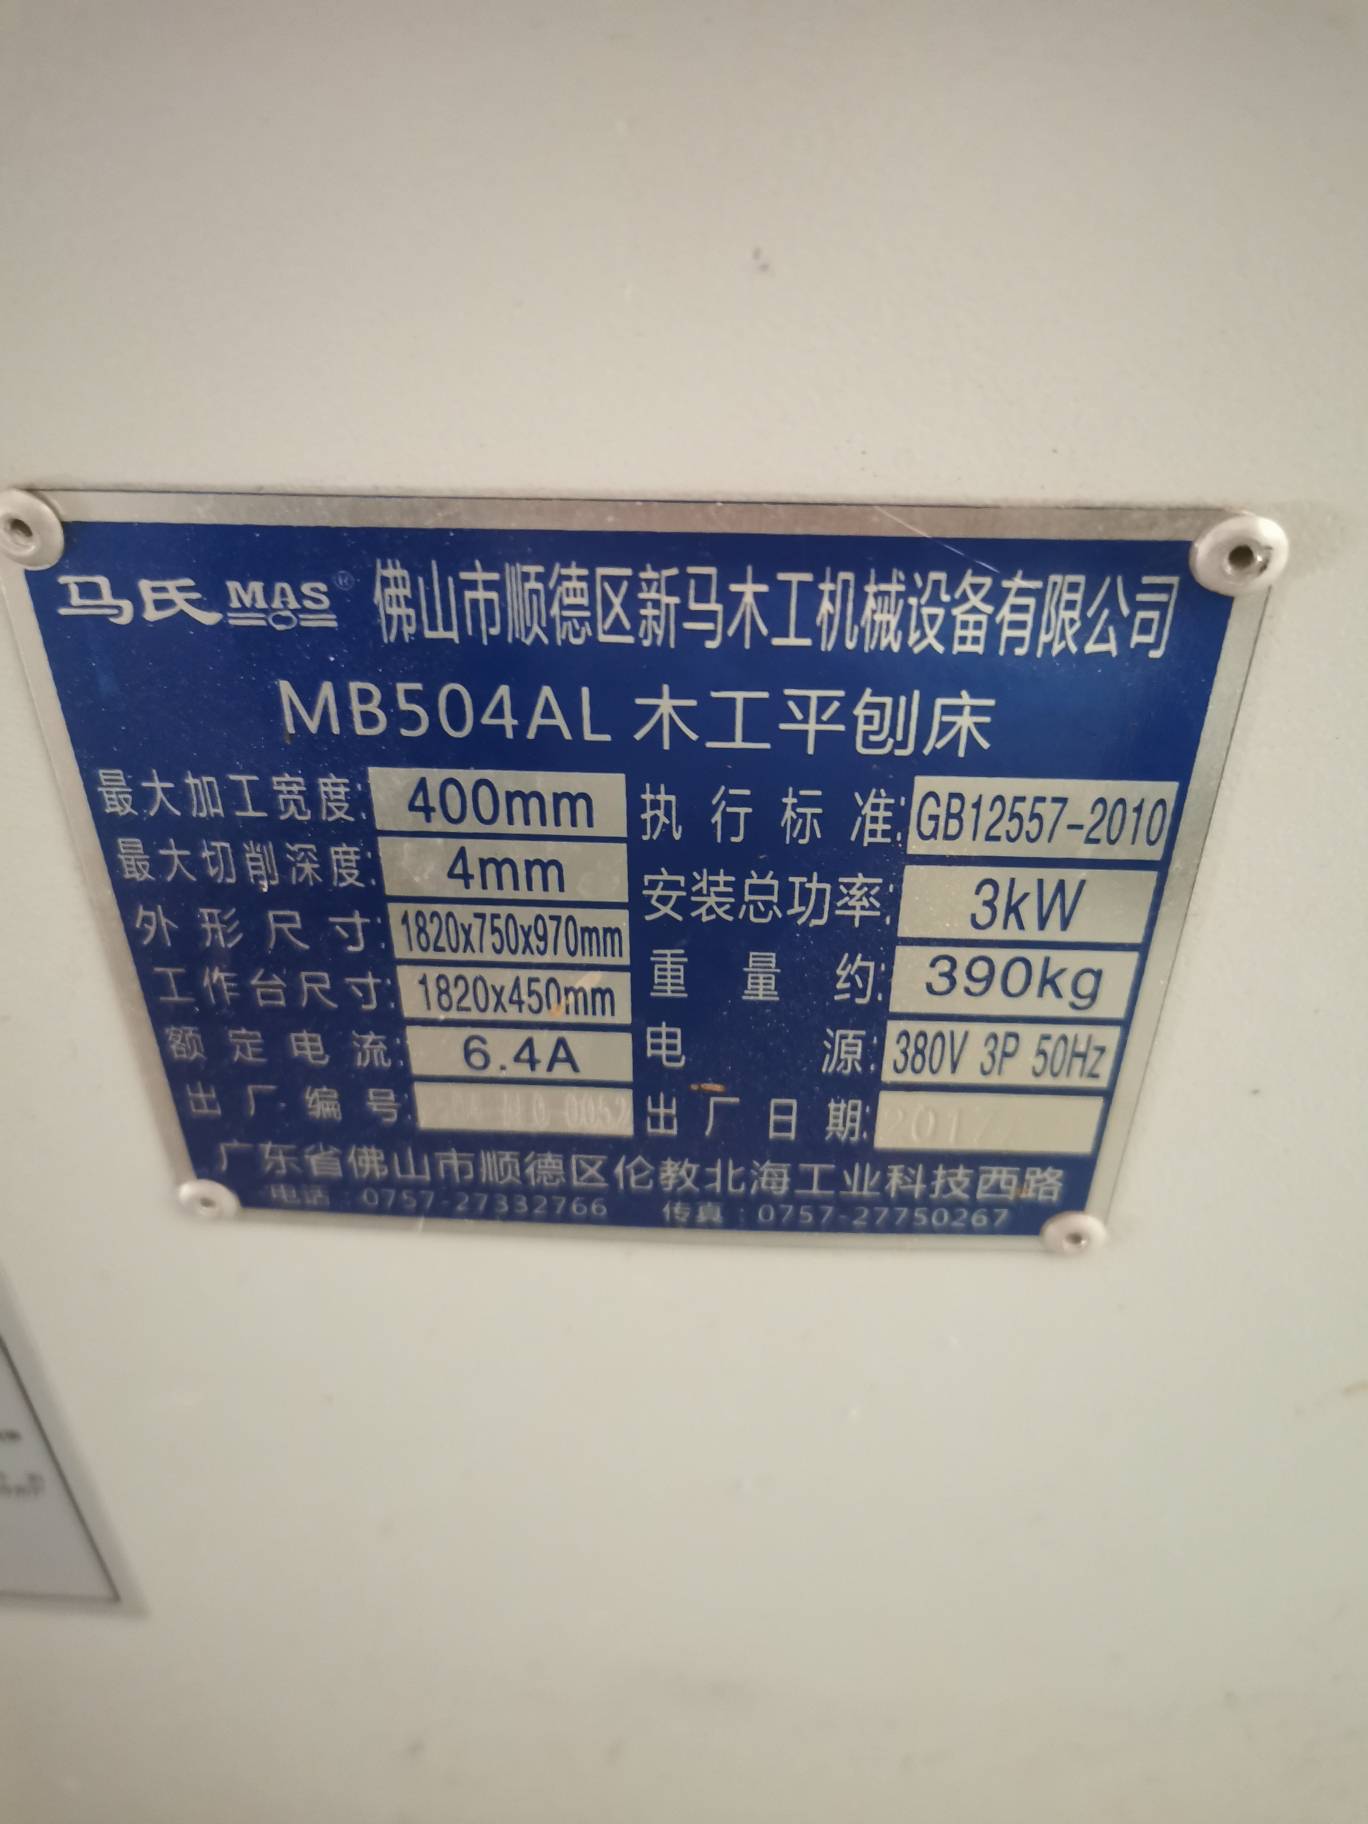 马氏 MAS® 佛山市顺德区新马木工机械设备有限公司
MB504AL 木工平刨床
最大加工宽度: 400mm 执行标准: GB12557-2010
最大切削深度: 4mm 安装总功率: 3kW
外形尺寸: 1820x750x970mm 重量约: 390kg
工作台尺寸: 1820x450mm 电源: 380V 3P 50Hz
额定电流: 6.4A
出厂编号: 出厂日期: 2017
广东省佛山市顺德区伦教北海工业科技西路
电话:0757-27332766 传真:0757-27750267